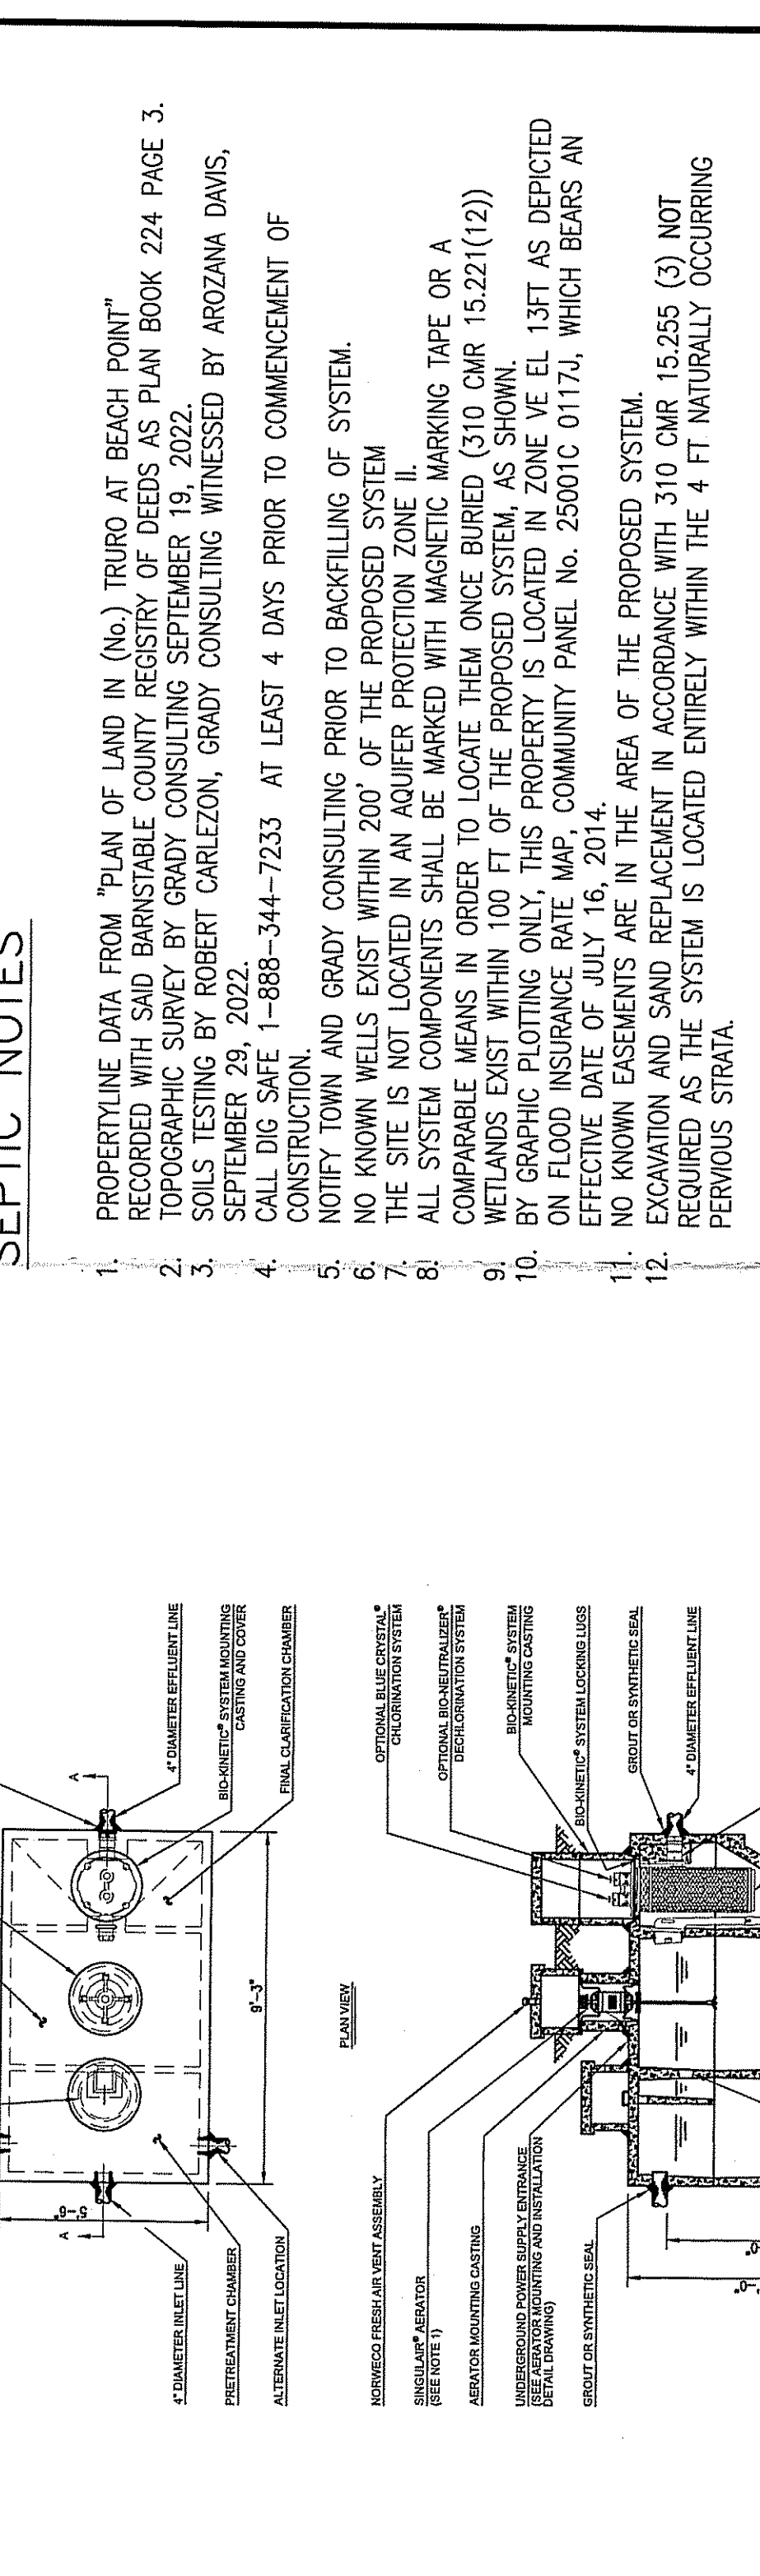 SEPTIC NOTES
1. PROPERTYLINE DATA FROM "PLAN OF LAND IN (No.) TRURO AT BEACH POINT"
RECORDED WITH SAID BARNSTABLE COUNTY REGISTRY OF DEEDS AS PLAN BOOK 224 PAGE 3.
2. TOPOGRAPHIC SURVEY BY GRADY CONSULTING SEPTEMBER 19, 2022.
3. SOILS TESTING BY ROBERT CARLEZON, GRADY CONSULTING WITNESSED BY AROZANA DAVIS,
SEPTEMBER 29, 2022.
4. CALL DIG SAFE 1-888-344-7233 AT LEAST 4 DAYS PRIOR TO COMMENCEMENT OF
CONSTRUCTION.
5. NOTIFY TOWN AND GRADY CONSULTING PRIOR TO BACKFILLING OF SYSTEM.
6. NO KNOWN WELLS EXIST WITHIN 200' OF THE PROPOSED SYSTEM
7. THE SITE IS NOT LOCATED IN AN AQUIFER PROTECTION ZONE II.
8. ALL SYSTEM COMPONENTS SHALL BE MARKED WITH MAGNETIC MARKING TAPE OR A
COMPARABLE MEANS IN ORDER TO LOCATE THEM ONCE BURIED (310 CMR 15.221(12))
9. WETLANDS EXIST WITHIN 100 FT OF THE PROPOSED SYSTEM, AS SHOWN.
10. BY GRAPHIC PLOTTING ONLY, THIS PROPERTY IS LOCATED IN ZONE VE EL 13FT AS DEPICTED
ON FLOOD INSURANCE RATE MAP, COMMUNITY PANEL No. 25001C 0117J, WHICH BEARS AN
EFFECTIVE DATE OF JULY 16, 2014.
11. NO KNOWN EASEMENTS ARE IN THE AREA OF THE PROPOSED SYSTEM.
12. EXCAVATION AND SAND REPLACEMENT IN ACCORDANCE WITH 310 CMR 15.255 (3) NOT
REQUIRED AS THE SYSTEM IS LOCATED ENTIRELY WITHIN THE 4 FT NATURALLY OCCURRING
PERVIOUS STRATA.
4" DIAMETER INLET LINE
PRETREATMENT CHAMBER
ALTERNATE INLET LOCATION
A
A
5'-6"
9'-3"
4" DIAMETER EFFLUENT LINE
BIO-KINETIC® SYSTEM MOUNTING
CASTING AND COVER
FINAL CLARIFICATION CHAMBER
PLAN VIEW
NORWECO FRESH AIR VENT ASSEMBLY
SINGULAIR® AERATOR
(SEE NOTE 1)
AERATOR MOUNTING CASTING
UNDERGROUND POWER SUPPLY ENTRANCE
(SEE AERATOR MOUNTING AND INSTALLATION
DETAIL DRAWING)
GROUT OR SYNTHETIC SEAL
OPTIONAL BLUE CRYSTAL®
CHLORINATION SYSTEM
OPTIONAL BIO-NEUTRALIZER®
DECHLORINATION SYSTEM
BIO-KINETIC® SYSTEM
MOUNTING CASTING
BIO-KINETIC® SYSTEM LOCKING LUGS
GROUT OR SYNTHETIC SEAL
4" DIAMETER EFFLUENT LINE